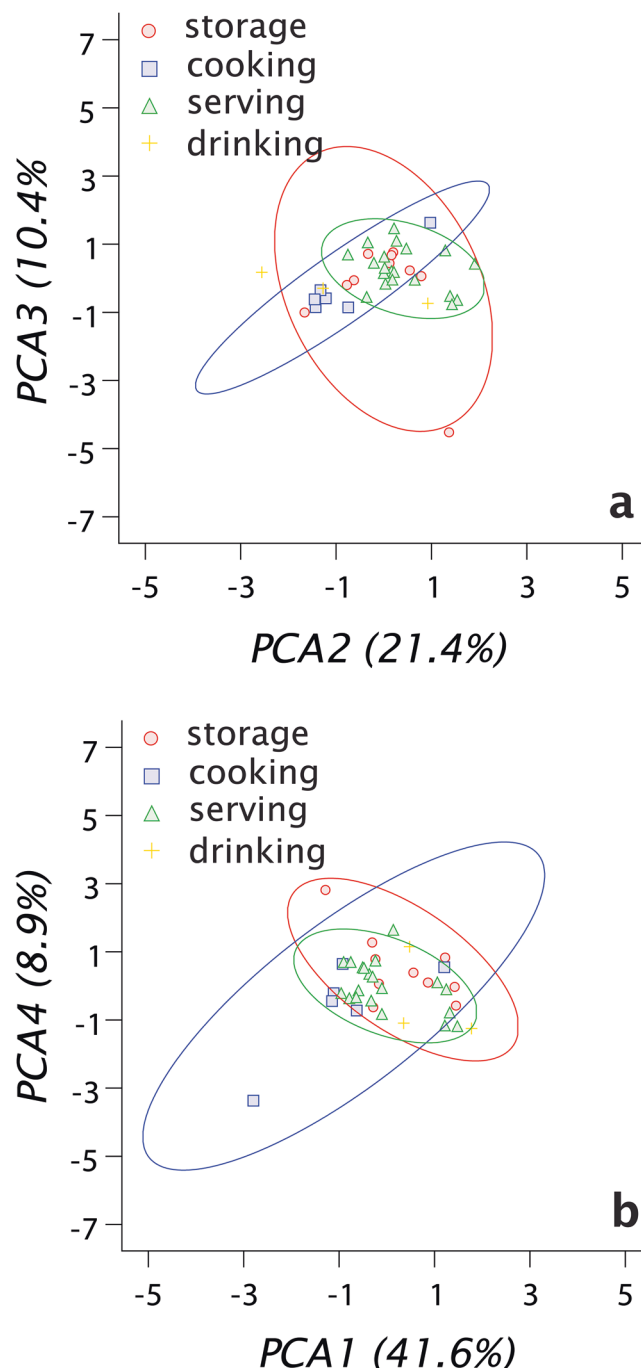 storage
cooking
serving
drinking
7
5
3
1
-1
-3
-5
-7
PCA3 (10.4%
a
-5 -3 -1 1 3 5
PCA2 (21.4%)
storage
cooking
serving
drinking
7
5
3
1
-1
-3
-5
-7
PCA4 (8.9%)
b
-5 -3 -1 1 3 5
PCA1 (41.6%)